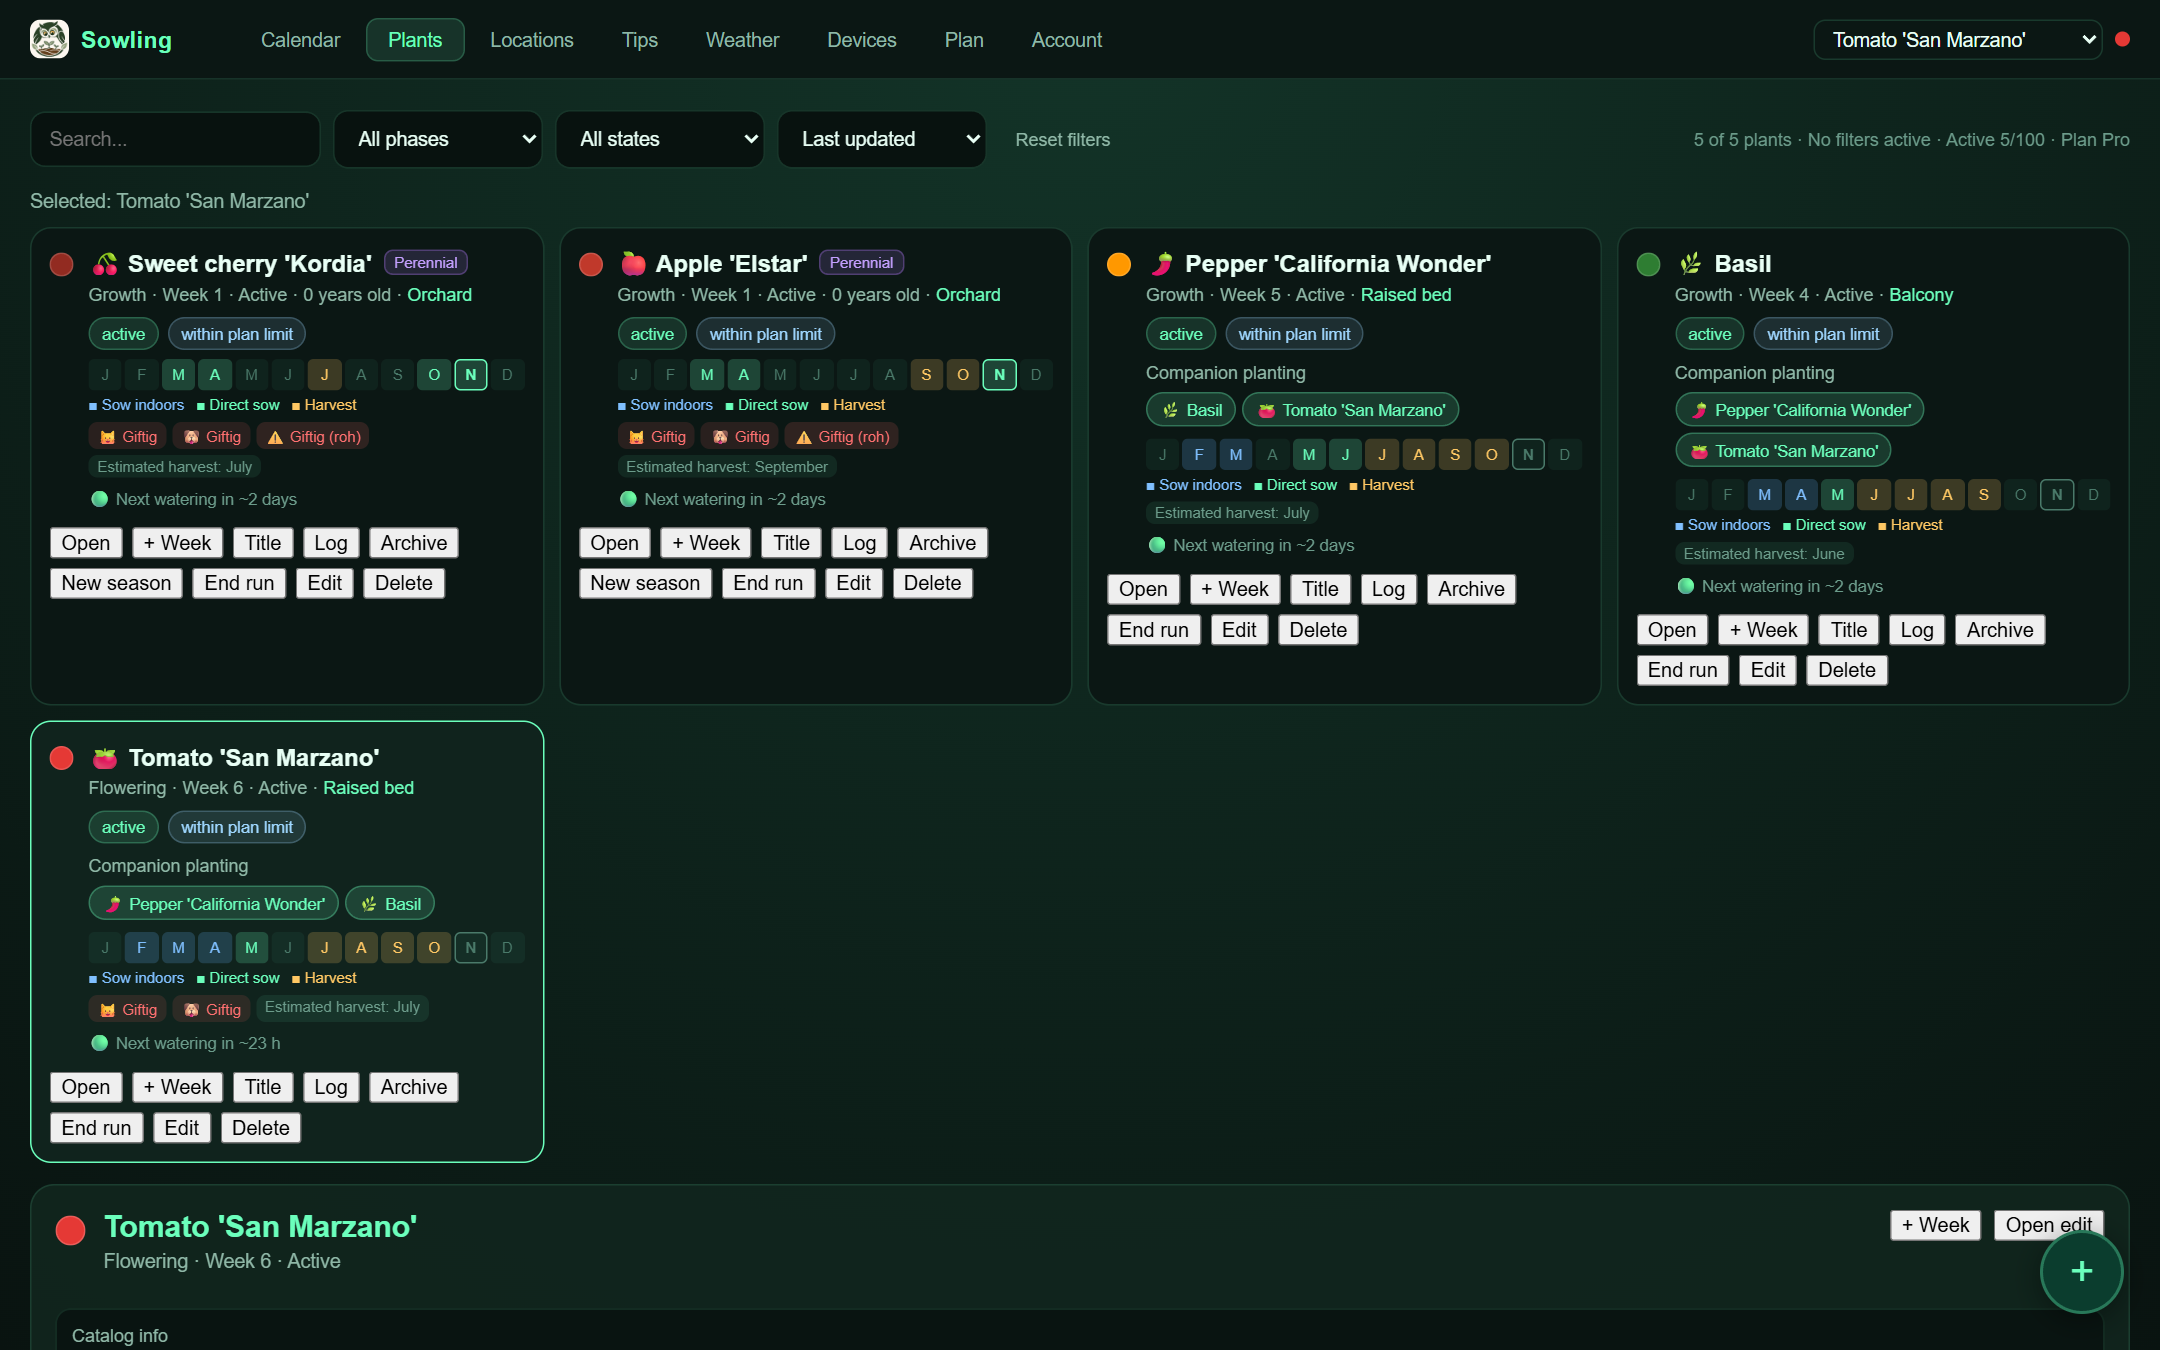 Sowling
Calendar Plants Locations Tips Weather Devices Plan Account
Tomato 'San Marzano'
Search... All phases All states Last updated Reset filters
5 of 5 plants · No filters active · Active 5/100 · Plan Pro
Selected: Tomato 'San Marzano'
Sweet cherry 'Kordia' Perennial
Growth · Week 1 · Active · 0 years old · Orchard
active within plan limit
J F M A M J J A S O N D
Sow indoors Direct sow Harvest
Giftig Giftig Giftig (roh)
Estimated harvest: July
Next watering in ~2 days
Open + Week Title Log Archive
New season End run Edit Delete
Apple 'Elstar' Perennial
Growth · Week 1 · Active · 0 years old · Orchard
active within plan limit
J F M A M J J A S O N D
Sow indoors Direct sow Harvest
Giftig Giftig Giftig (roh)
Estimated harvest: September
Next watering in ~2 days
Open + Week Title Log Archive
New season End run Edit Delete
Pepper 'California Wonder'
Growth · Week 5 · Active · Raised bed
active within plan limit
Companion planting
Basil Tomato 'San Marzano'
J F M A M J J A S O N D
Sow indoors Direct sow Harvest
Estimated harvest: July
Next watering in ~2 days
Open + Week Title Log Archive
End run Edit Delete
Basil
Growth · Week 4 · Active · Balcony
active within plan limit
Companion planting
Pepper 'California Wonder'
Tomato 'San Marzano'
J F M A M J J A S O N D
Sow indoors Direct sow Harvest
Estimated harvest: June
Next watering in ~2 days
Open + Week Title Log Archive
End run Edit Delete
Tomato 'San Marzano'
Flowering · Week 6 · Active · Raised bed
active within plan limit
Companion planting
Pepper 'California Wonder' Basil
J F M A M J J A S O N D
Sow indoors Direct sow Harvest
Giftig Giftig Estimated harvest: July
Next watering in ~23 h
Open + Week Title Log Archive
End run Edit Delete
Tomato 'San Marzano'
Flowering · Week 6 · Active
+ Week Open edit
+
Catalog info